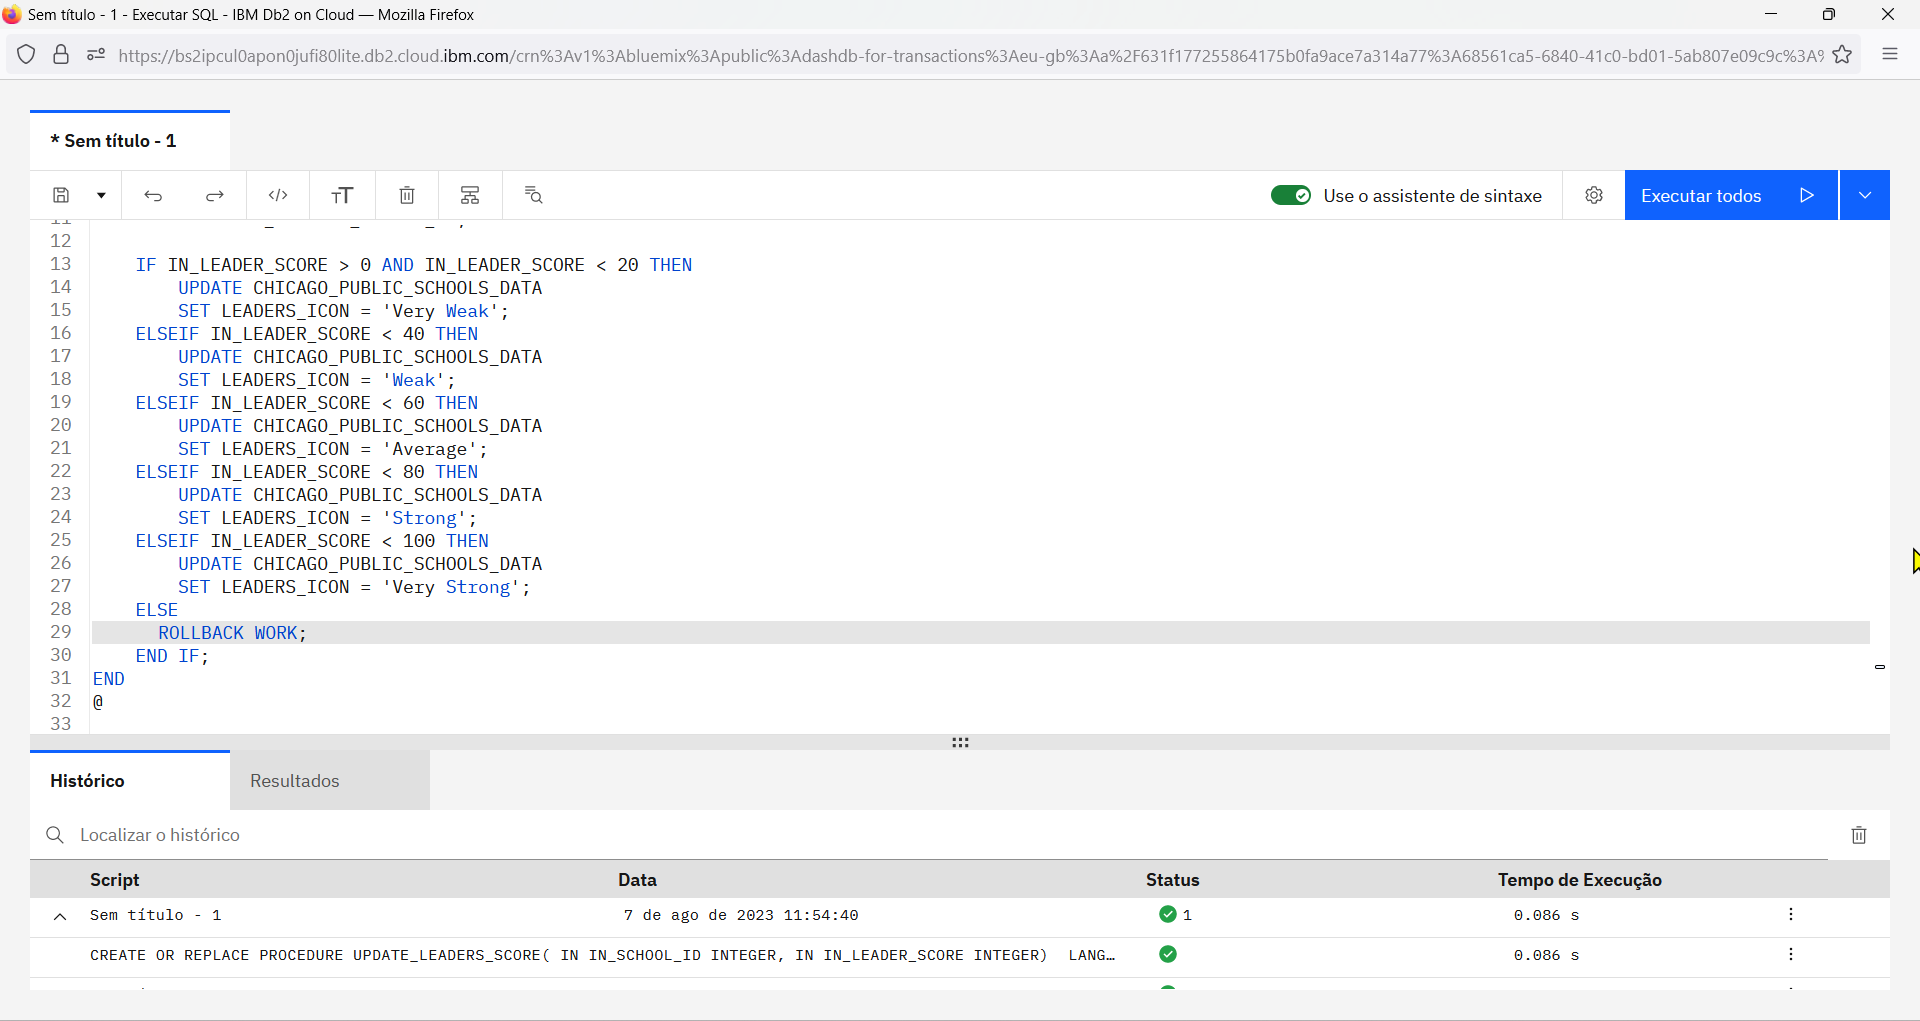 Sem título - 1 - Executar SQL - IBM Db2 on Cloud — Mozilla Firefox
https://bs2ipcul0apon0jufi80lite.db2.cloud.ibm.com/crn%3Av1%3Abluemix%3Apublic%3Adashdb-for-transactions%3Aeu-gb%3Aa%2F631f177255864175b0fa9ace7a314a77%3A68561ca5-6840-41c0-bd01-5ab807e09c9c%3A%
* Sem título - 1
Use o assistente de sintaxe
Executar todos
11
12
13 IF IN_LEADER_SCORE > 0 AND IN_LEADER_SCORE < 20 THEN
14 UPDATE CHICAGO_PUBLIC_SCHOOLS_DATA
15 SET LEADERS_ICON = 'Very Weak';
16 ELSEIF IN_LEADER_SCORE < 40 THEN
17 UPDATE CHICAGO_PUBLIC_SCHOOLS_DATA
18 SET LEADERS_ICON = 'Weak';
19 ELSEIF IN_LEADER_SCORE < 60 THEN
20 UPDATE CHICAGO_PUBLIC_SCHOOLS_DATA
21 SET LEADERS_ICON = 'Average';
22 ELSEIF IN_LEADER_SCORE < 80 THEN
23 UPDATE CHICAGO_PUBLIC_SCHOOLS_DATA
24 SET LEADERS_ICON = 'Strong';
25 ELSEIF IN_LEADER_SCORE < 100 THEN
26 UPDATE CHICAGO_PUBLIC_SCHOOLS_DATA
27 SET LEADERS_ICON = 'Very Strong';
28 ELSE
29 ROLLBACK WORK;
30 END IF;
31 END
32 @
33
Histórico Resultados
Localizar o histórico
Script Data Status Tempo de Execução
Sem título - 1 7 de ago de 2023 11:54:40 1 0.086 s
CREATE OR REPLACE PROCEDURE UPDATE_LEADERS_SCORE( IN IN_SCHOOL_ID INTEGER, IN IN_LEADER_SCORE INTEGER) LANG… 0.086 s